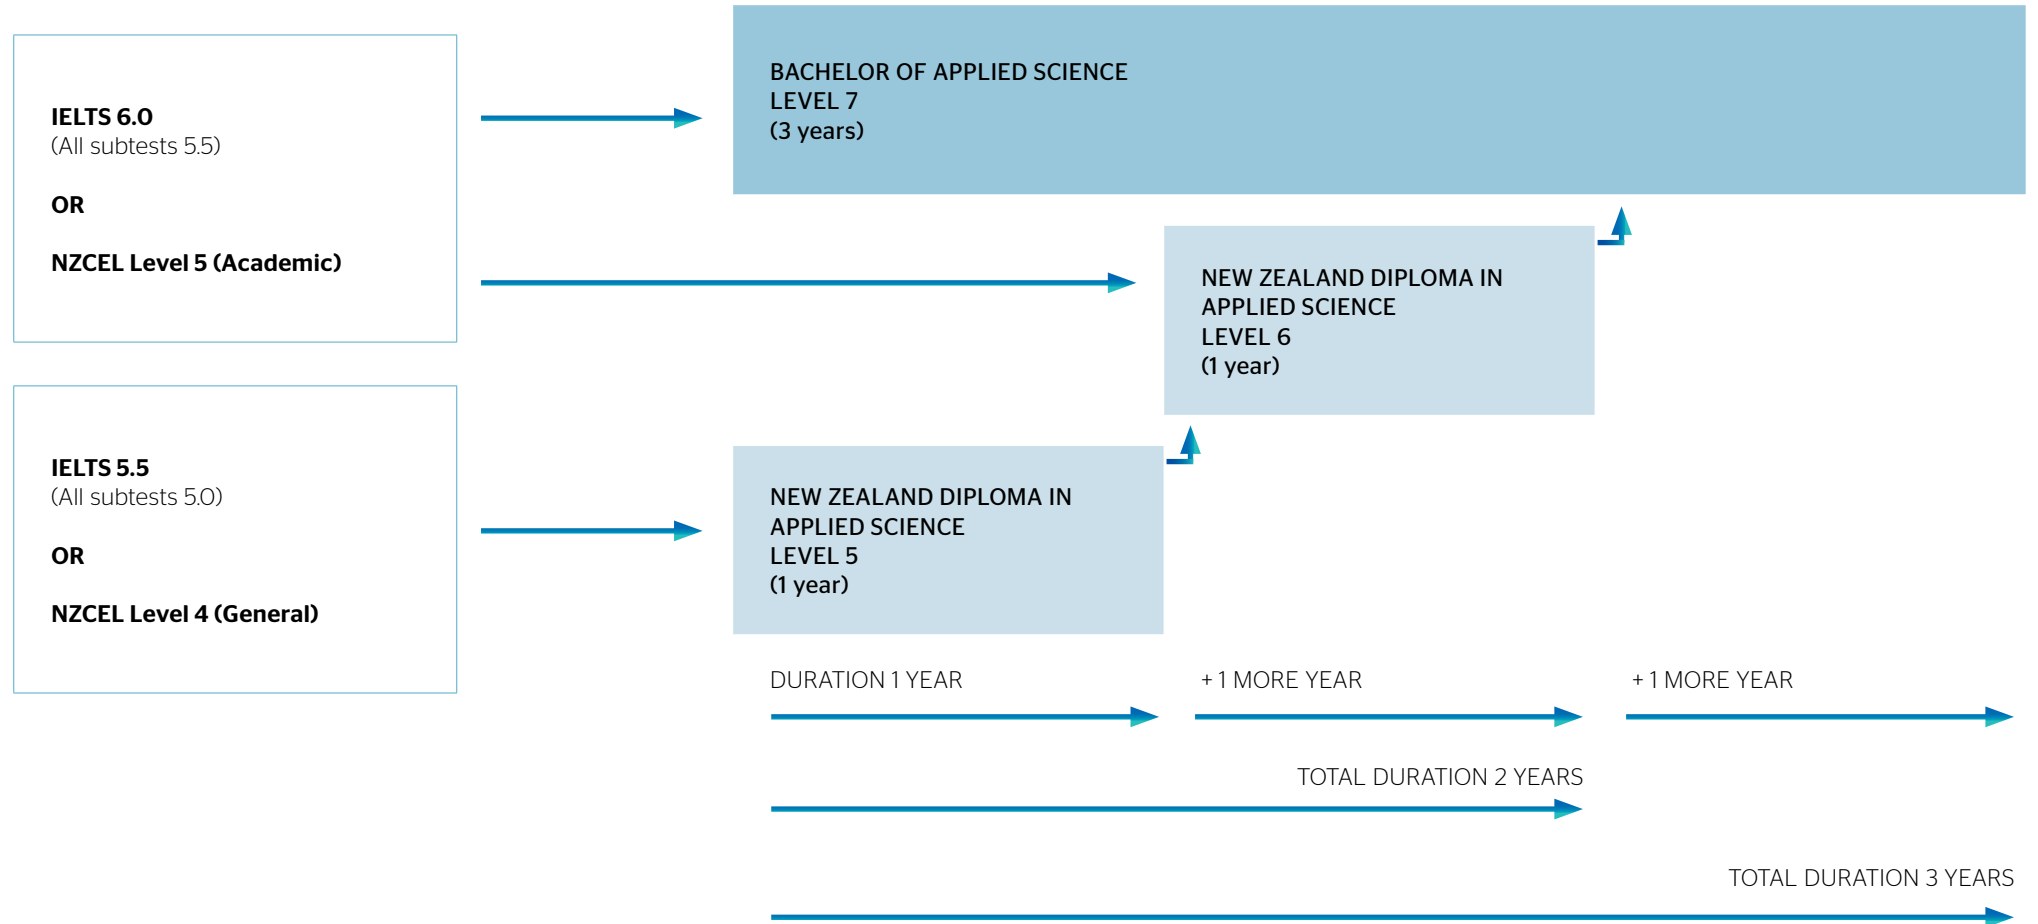 IELTS 6.0
(All subtests 5.5)
OR
NZCEL Level 5 (Academic)
BACHELOR OF APPLIED SCIENCE
LEVEL 7
(3 years)
NEW ZEALAND DIPLOMA IN
APPLIED SCIENCE
LEVEL 6
(1 year)
IELTS 5.5
(All subtests 5.0)
OR
NZCEL Level 4 (General)
NEW ZEALAND DIPLOMA IN
APPLIED SCIENCE
LEVEL 5
(1 year)
DURATION 1 YEAR
+ 1 MORE YEAR
+ 1 MORE YEAR
TOTAL DURATION 2 YEARS
TOTAL DURATION 3 YEARS